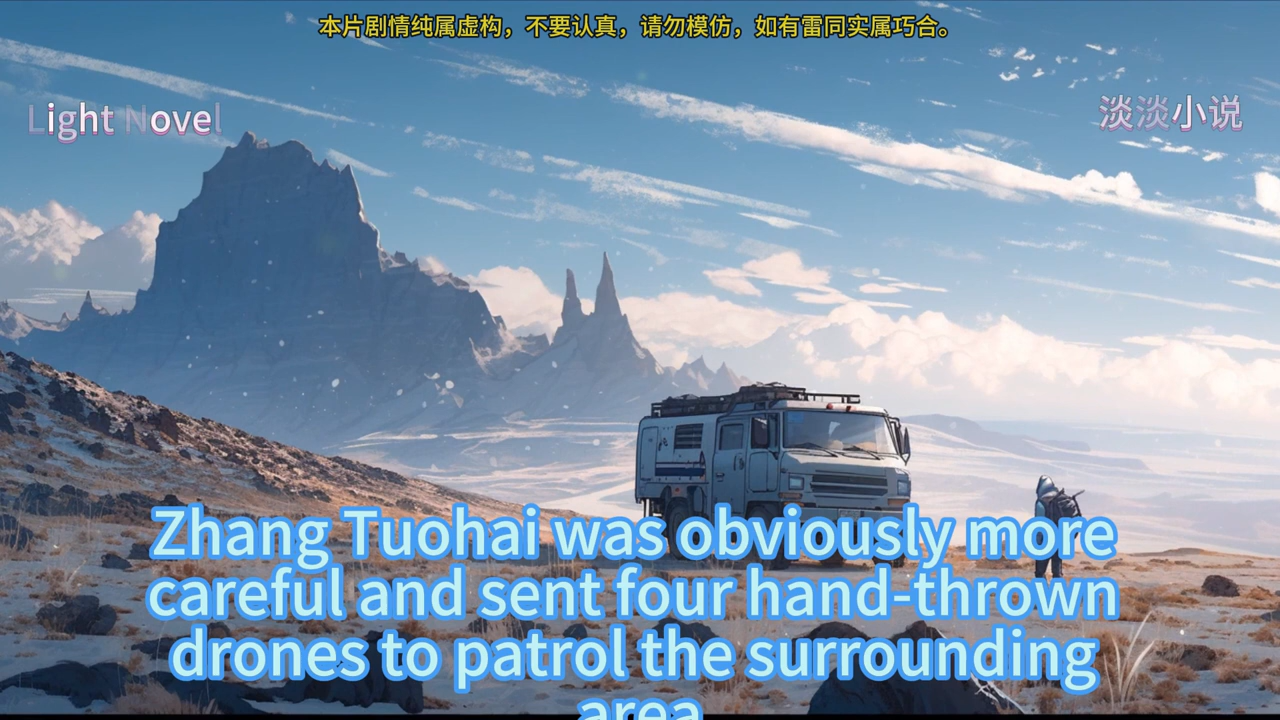 本片剧情纯属虚构，不要认真，请勿模仿，如有雷同实属巧合。
Light Novel
淡淡小说
Zhang Tuohai was obviously more
careful and sent four hand-thrown
drones to patrol the surrounding
area